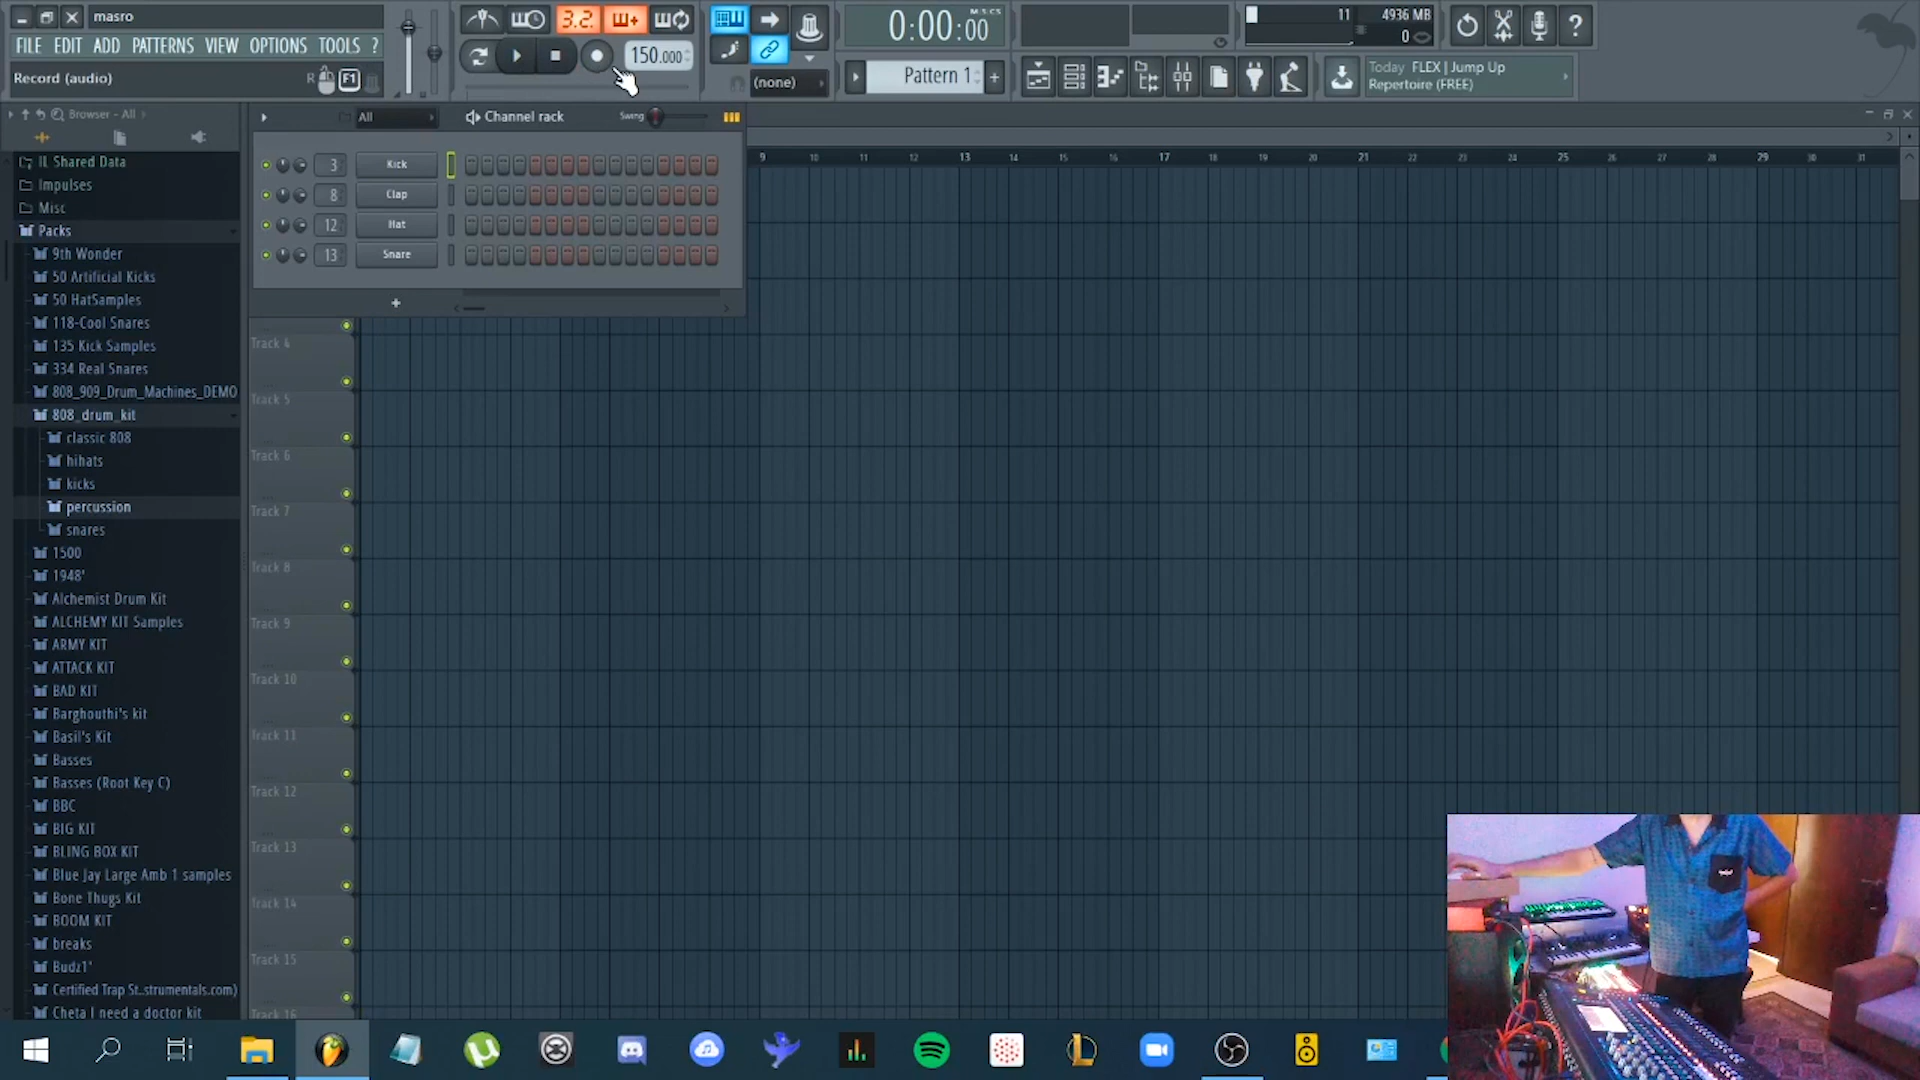 masro
FILE EDIT ADD PATTERNS VIEW OPTIONS TOOLS ?
Record (audio)
R F1
3.2.
150.000
0:00:00
M:S:CS
(none)
Pattern 1
11
4936 MB
0
Today FLEX | Jump Up
Repertoire (FREE)
Browser - All
All
Channel rack
Swing
3 Kick
8 Clap
12 Hat
13 Snare
9 10 11 12 13 14 15 16 17 18 19 20 21 22 23 24 25 26 27 28 29 30 31
IL Shared Data
Impulses
Misc
Packs
9th Wonder
50 Artificial Kicks
50 HatSamples
118-Cool Snares
135 Kick Samples
334 Real Snares
808_909_Drum_Machines_DEMO
808_drum_kit
classic 808
hihats
kicks
percussion
snares
1500
1948'
Alchemist Drum Kit
ALCHEMY KIT Samples
ARMY KIT
ATTACK KIT
BAD KIT
Barghouthi's kit
Basil's Kit
Basses
Basses (Root Key C)
BBC
BIG KIT
BLING BOX KIT
Blue Jay Large Amb 1 samples
Bone Thugs Kit
BOOM KIT
breaks
Budz1'
Certified Trap St..strumentals.com)
Cheta I need a doctor kit
Track 4
Track 5
Track 6
Track 7
Track 8
Track 9
Track 10
Track 11
Track 12
Track 13
Track 14
Track 15
Track 16